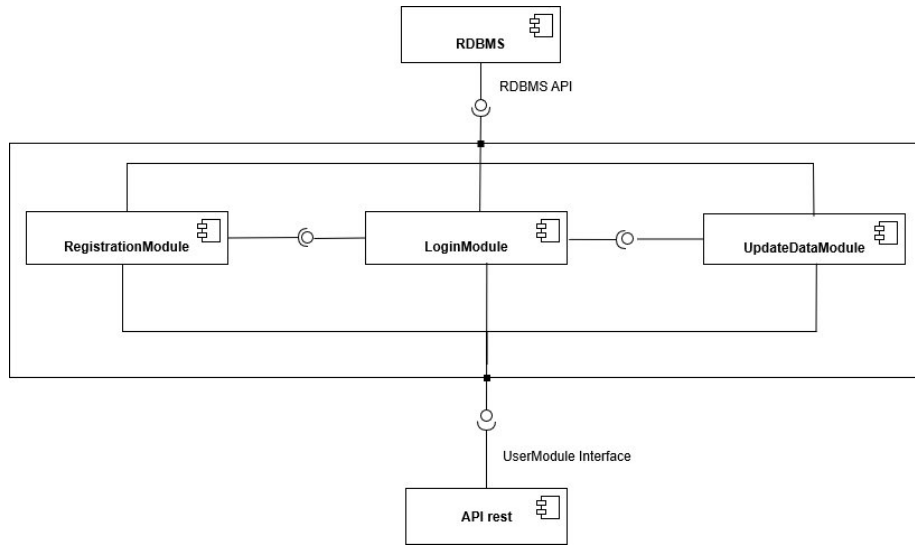 RDBMS
RDBMS API
RegistrationModule
LoginModule
UpdateDataModule
UserModule Interface
API rest